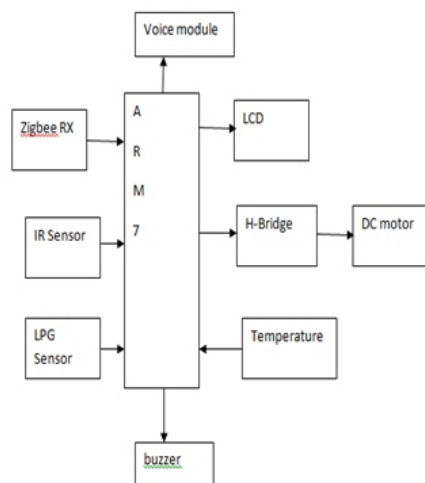 Voice module
A
R
M
7
Zigbee RX
LCD
IR Sensor
H-Bridge
DC motor
LPG
Sensor
Temperature
buzzer